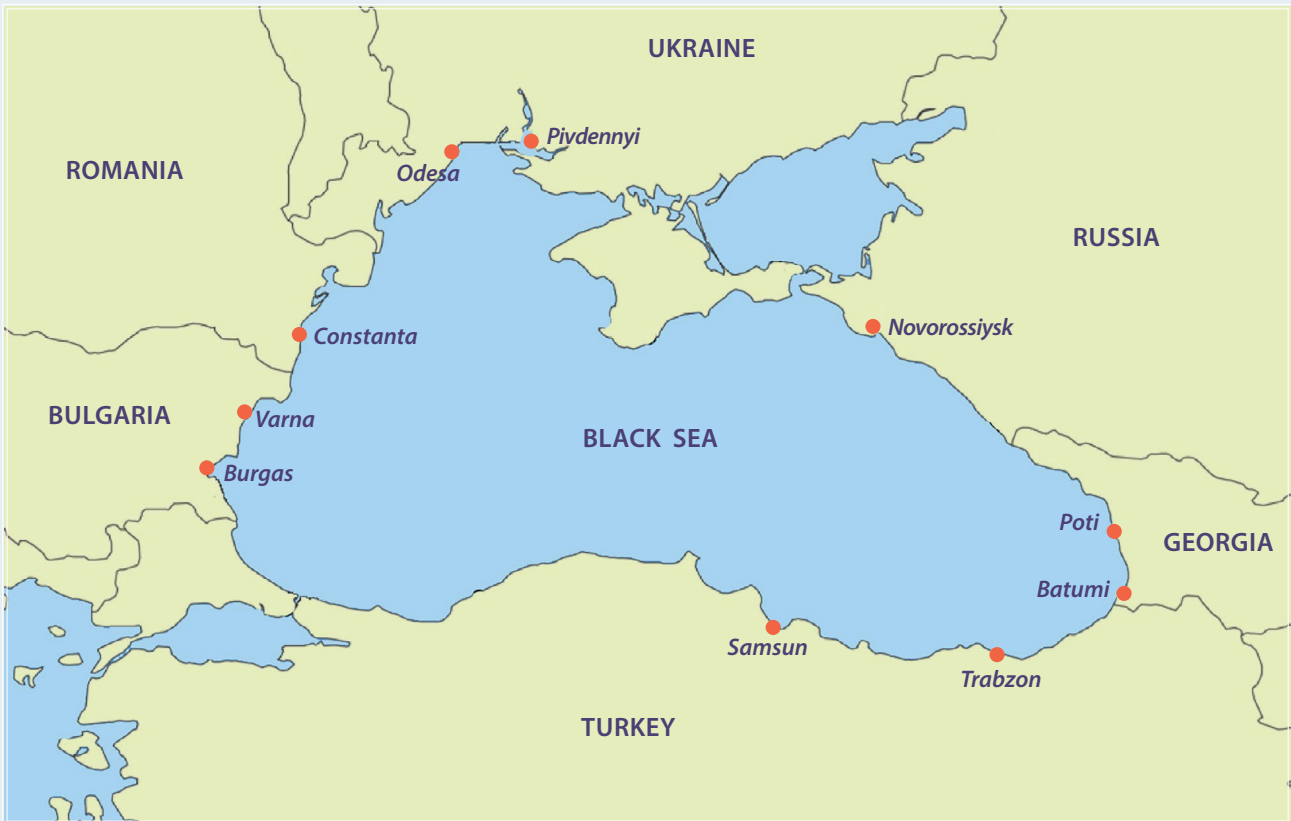 UKRAINE
Pivdennyi
Odesa
ROMANIA
RUSSIA
Constanta
Novorossiysk
BULGARIA
Varna
BLACK SEA
Burgas
Poti
GEORGIA
Batumi
Samsun
Trabzon
TURKEY